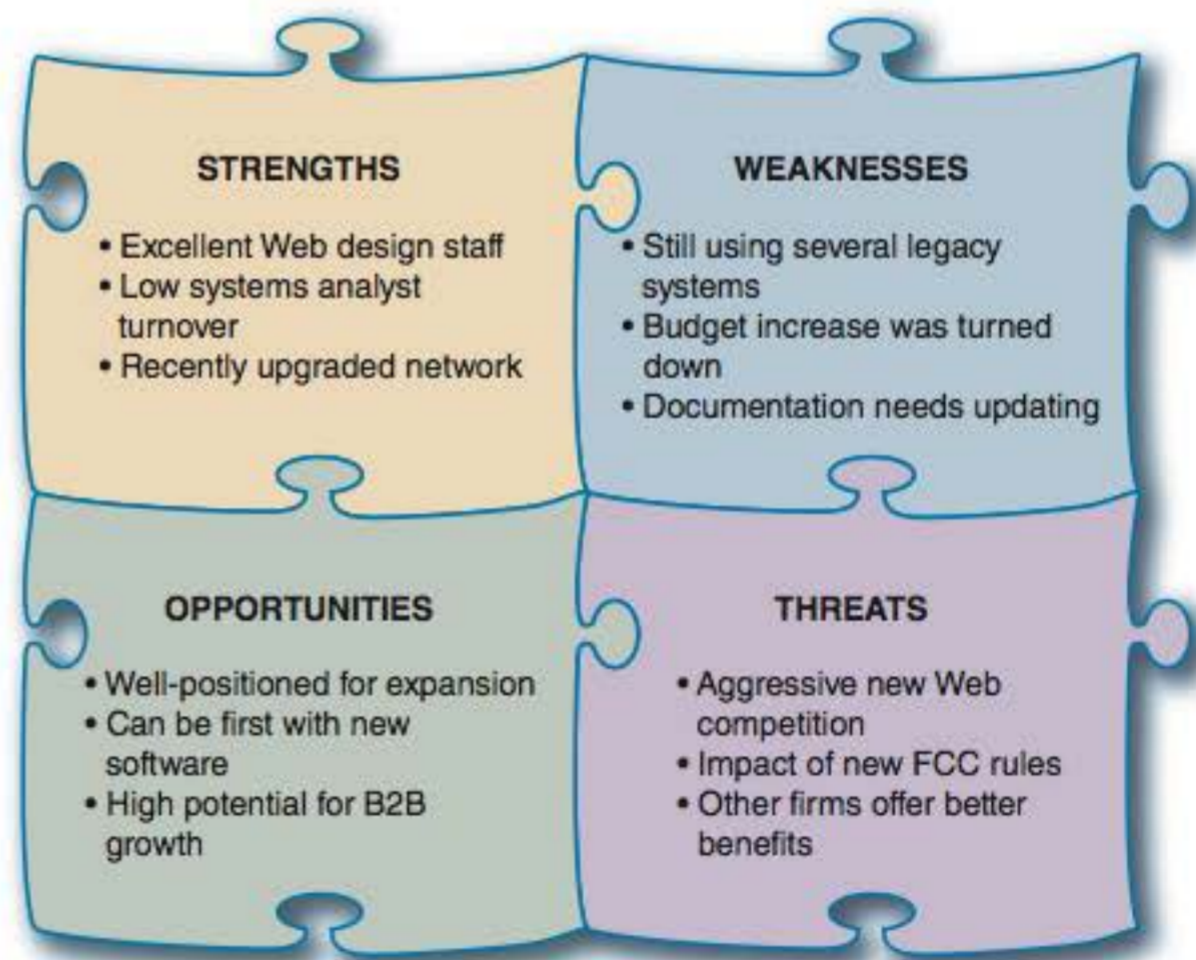 STRENGTHS
• Excellent Web design staff
• Low systems analyst
turnover
• Recently upgraded network
WEAKNESSES
• Still using several legacy
systems
• Budget increase was turned
down
• Documentation needs updating
OPPORTUNITIES
• Well-positioned for expansion
• Can be first with new
software
• High potential for B2B
growth
THREATS
• Aggressive new Web
competition
• Impact of new FCC rules
• Other firms offer better
benefits